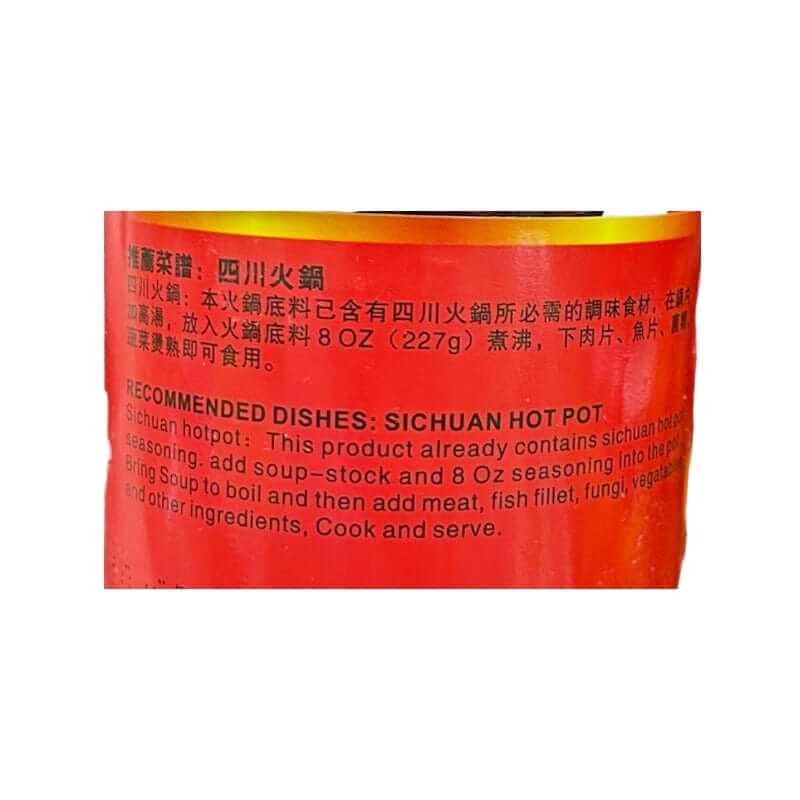 推薦菜譜：四川火鍋
四川火鍋：本火鍋底料已含有四川火鍋所必需的調味食材，在鍋內
加高湯，放入火鍋底料 8 OZ（227g）煮沸，下肉片、魚片、菌類、
蔬菜燙熟即可食用。
RECOMMENDED DISHES: SICHUAN HOT POT
Sichuan hotpot: This product already contains sichuan hot pot
seasoning. add soup-stock and 8 Oz seasoning into the pot.
Bring Soup to boil and then add meat, fish fillet, fungi,
and other ingredients, Cook and serve.